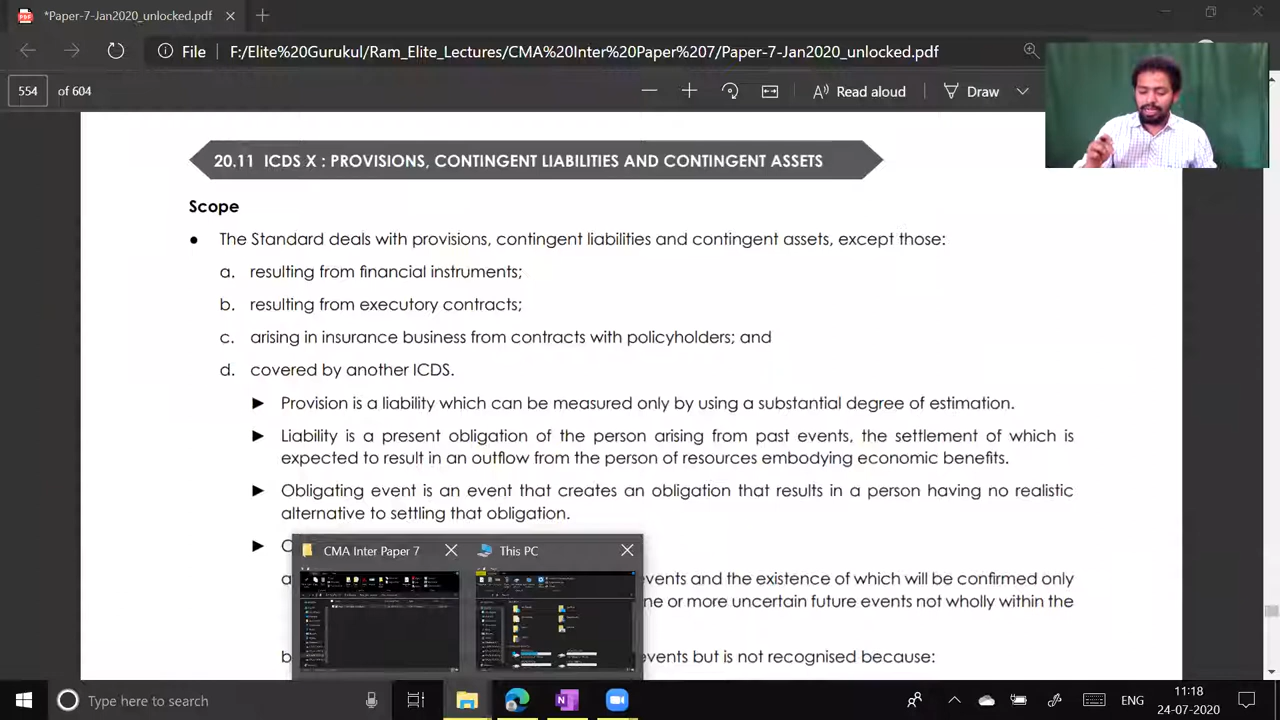 *Paper-7-Jan2020_unlocked.pdf
File F:/Elite%20Gurukul/Ram_Elite_Lectures/CMA%20Inter%20Paper%207/Paper-7-Jan2020_unlocked.pdf
554 of 604 Read aloud Draw
20.11 ICDS X : PROVISIONS, CONTINGENT LIABILITIES AND CONTINGENT ASSETS
Scope
● The Standard deals with provisions, contingent liabilities and contingent assets, except those:
a. resulting from financial instruments;
b. resulting from executory contracts;
c. arising in insurance business from contracts with policyholders; and
d. covered by another ICDS.
► Provision is a liability which can be measured only by using a substantial degree of estimation.
► Liability is a present obligation of the person arising from past events, the settlement of which is
expected to result in an outflow from the person of resources embodying economic benefits.
► Obligating event is an event that creates an obligation that results in a person having no realistic
alternative to settling that obligation.
► C
CMA Inter Paper 7 This PC
a events and the existence of which will be confirmed only
ne or more uncertain future events not wholly within the
b events but is not recognised because:
Type here to search
ENG 11:18
24-07-2020